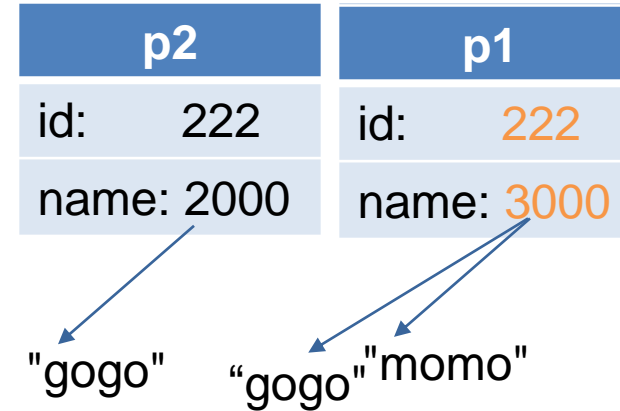 p2
id: 222
name: 2000
"gogo"
p1
id: 222
name: 3000
“gogo"
"momo"